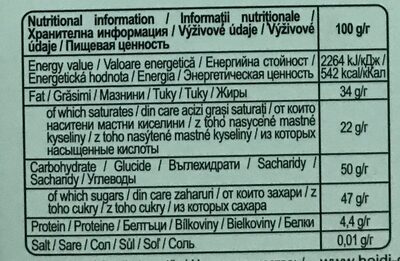 Nutritional information / Informații nutriționale /
Хранителна информация / Výživové údaje / Výživové
údaje / Пищевая ценность
100 g/г
Energy value / Valoare energetică / Енергийна стойност /
Energetická hodnota / Energia / Энергетическая ценность
2264 kJ/кДж /
542 kcal/кКал
Fat / Grăsimi / Мазнини / Tuky / Tuky / Жиры
34 g/г
of which saturates / din care acizi grași saturați / от които
наситени мастни киселини / z toho nasycené mastné
kyseliny / z toho nasýtené mastné kyseliny / из которых
насыщенные кислоты
22 g/г
Carbohydrate / Glucide / Въглехидрати / Sacharidy /
Sacharidy / Углеводы
50 g/г
of which sugars / din care zaharuri / от които захари / z
toho cukry / z toho cukry / из которых сахара
47 g/г
Protein / Proteine / Белтъци / Bílkoviny / Bielkoviny / Белки
4,4 g/г
Salt / Sare / Сол / Sůl / Soľ / Соль
0,01 g/г